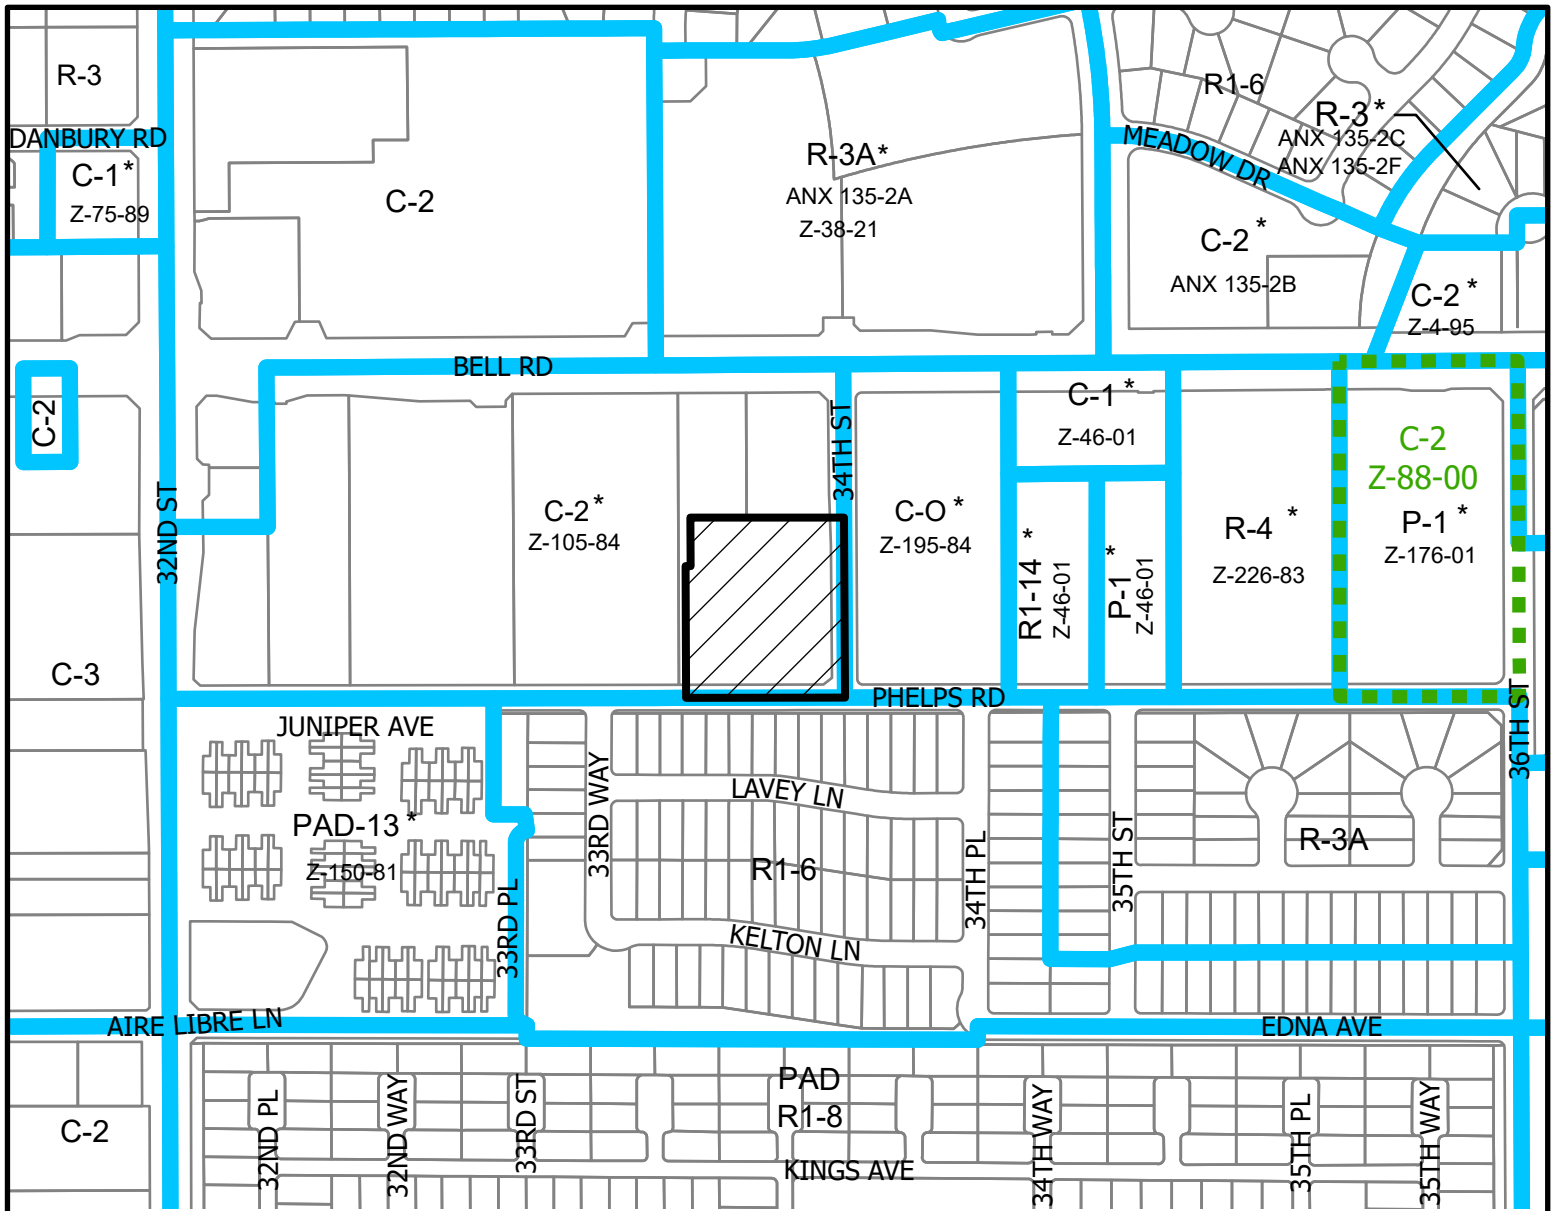 R-3
DANBURY RD
C-1*
Z-75-89
C-2
R-3A*
ANX 135-2A
Z-38-21
R1-6
R-3*
ANX 135-2C
ANX 135-2F
MEADOW DR
C-2*
ANX 135-2B
C-2*
Z-4-95
BELL RD
C-2
32ND ST
C-2*
Z-105-84
34TH ST
C-O*
Z-195-84
C-1*
Z-46-01
R1-14*
Z-46-01
P-1*
Z-46-01
R-4*
Z-226-83
C-2
Z-88-00
P-1*
Z-176-01
C-3
PHELPS RD
36TH ST
JUNIPER AVE
PAD-13*
Z-150-81
33RD WAY
33RD PL
LAVEY LN
R1-6
KELTON LN
34TH PL
35TH ST
R-3A
AIRE LIBRE LN
EDNA AVE
C-2
32ND PL
32ND WAY
33RD ST
PAD
R1-8
KINGS AVE
34TH WAY
35TH PL
35TH WAY